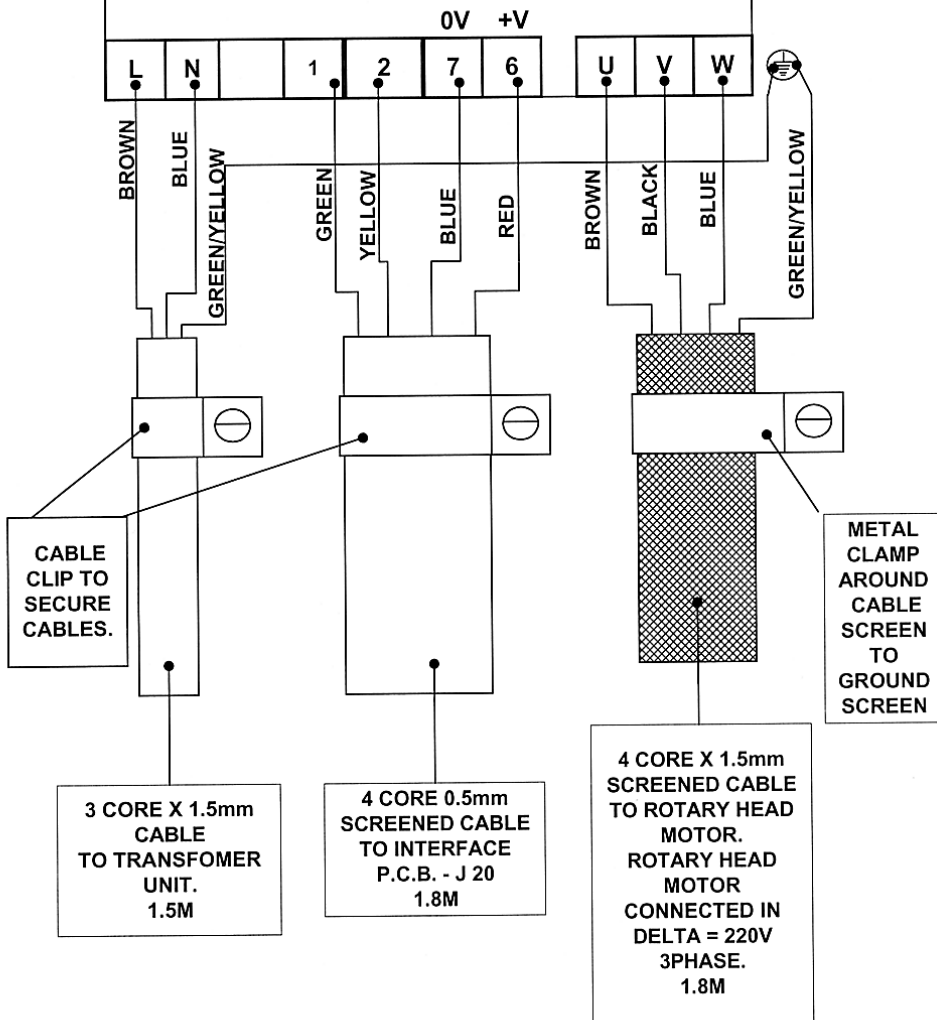 0V +V
L N 1 2 7 6 U V W
BROWN
BLUE
GREEN/YELLOW
GREEN
YELLOW
BLUE
RED
BROWN
BLACK
BLUE
GREEN/YELLOW
CABLE
CLIP TO
SECURE
CABLES.
METAL
CLAMP
AROUND
CABLE
SCREEN
TO
GROUND
SCREEN
3 CORE X 1.5mm
CABLE
TO TRANSFOMER
UNIT.
1.5M
4 CORE 0.5mm
SCREENED CABLE
TO INTERFACE
P.C.B. - J 20
1.8M
4 CORE X 1.5mm
SCREENED CABLE
TO ROTARY HEAD
MOTOR.
ROTARY HEAD
MOTOR
CONNECTED IN
DELTA = 220V
3PHASE.
1.8M